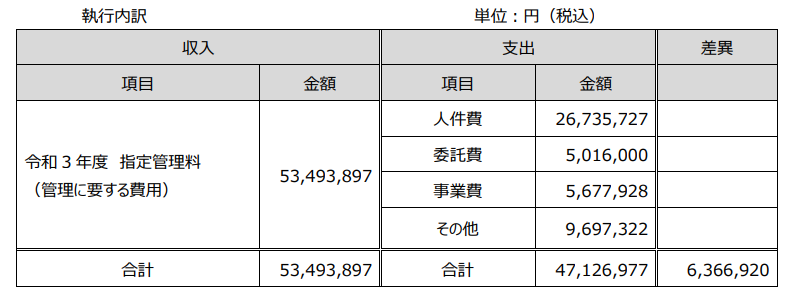 執行内訳 単位：円（税込）
収入 支出 差異
項目 金額 項目 金額
人件費 26,735,727
令和３年度 指定管理料
（管理に要する費用）
53,493,897
委託費 5,016,000
事業費 5,677,928
その他 9,697,322
合計 53,493,897 合計 47,126,977 6,366,920